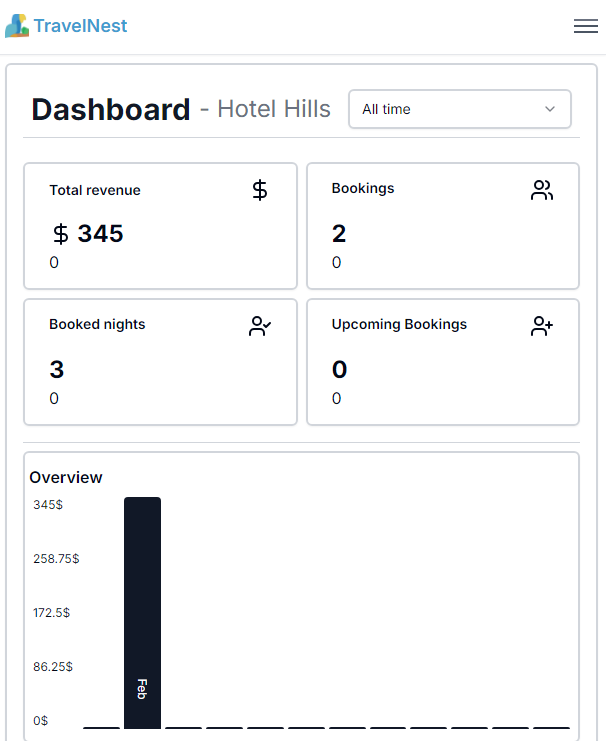 TravelNest
Dashboard - Hotel Hills
All time
Total revenue
$ 345
0
Bookings
2
0
Booked nights
3
0
Upcoming Bookings
0
0
Overview
345$
258.75$
172.5$
86.25$
0$
Feb